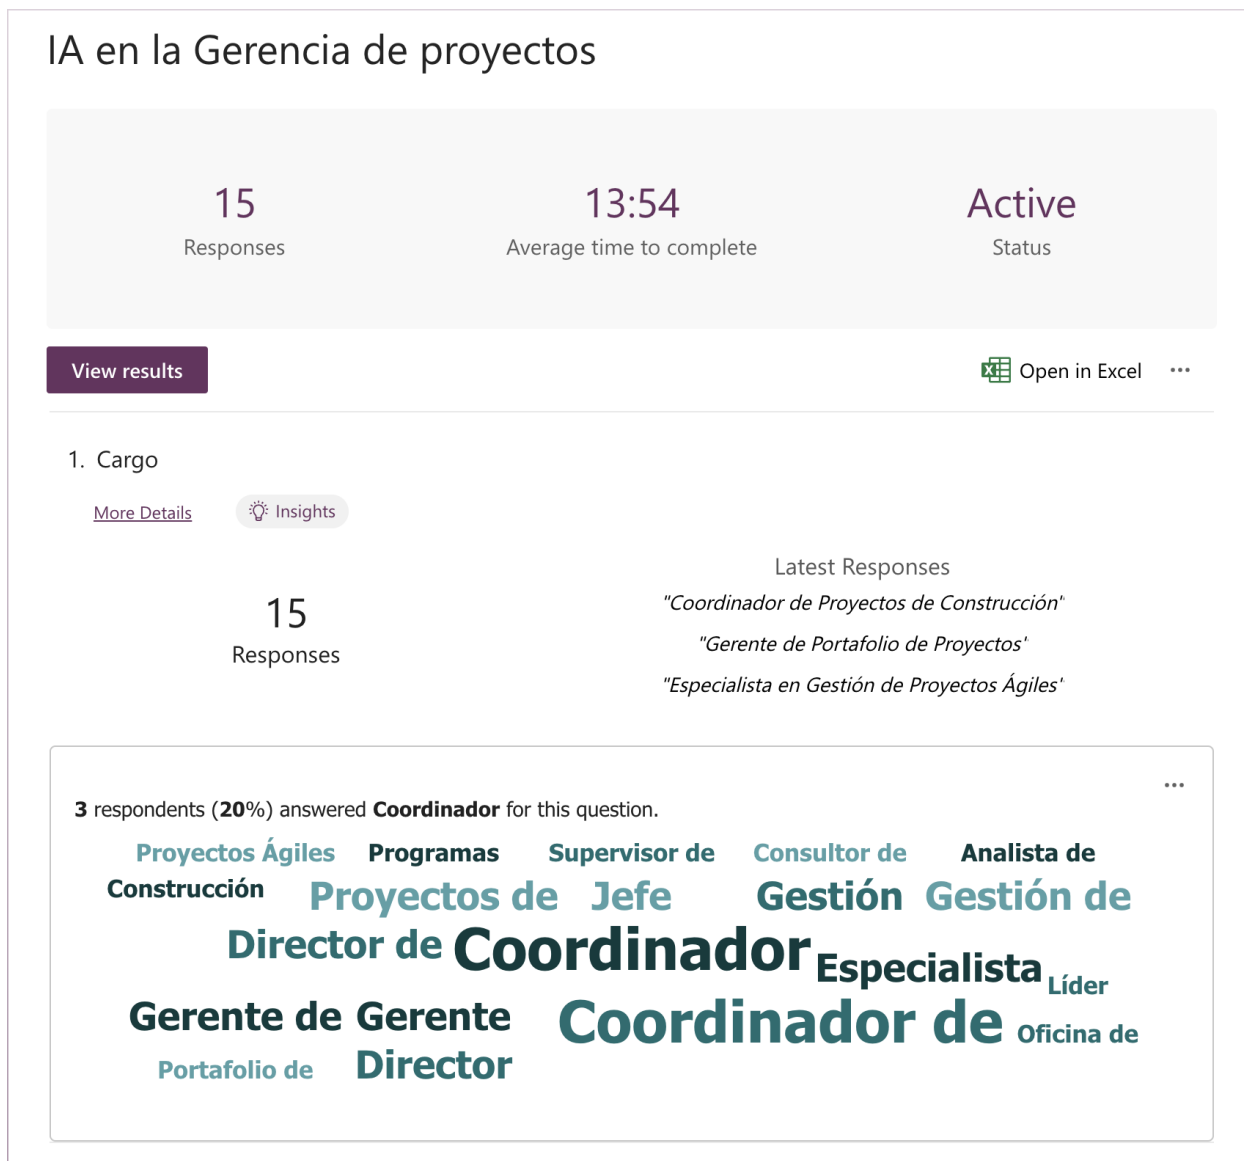 IA en la Gerencia de proyectos
15
Responses
13:54
Average time to complete
Active
Status
View results
Open in Excel
1. Cargo
More Details
Insights
15
Responses
Latest Responses
"Coordinador de Proyectos de Construcción"
"Gerente de Portafolio de Proyectos"
"Especialista en Gestión de Proyectos Ágiles"
3 respondents (20%) answered Coordinador for this question.
Proyectos Ágiles Programas Supervisor de Consultor de Analista de
Construcción Proyectos de Jefe Gestión Gestión de
Director de Coordinador Especialista Líder
Gerente de Gerente Coordinador de Oficina de
Portafolio de Director